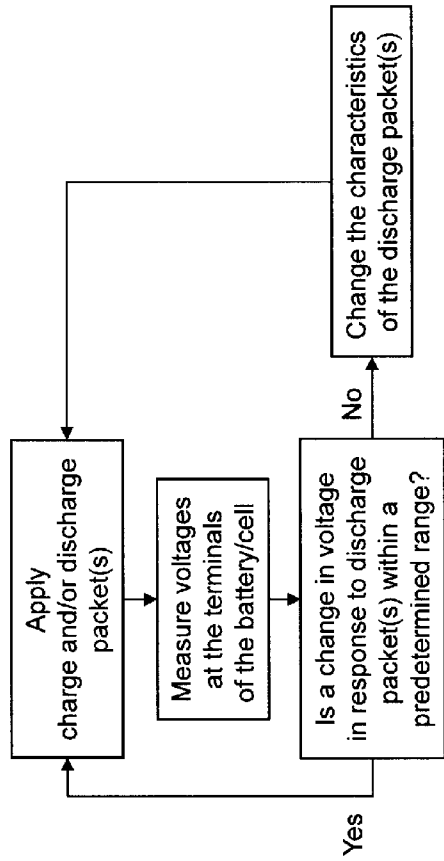 Apply
charge and/or discharge
packet(s)
Measure voltages
at the terminals
of the battery/cell
Is a change in voltage
in response to discharge
packet(s) within a
predetermined range?
Yes
No
Change the characteristics
of the discharge packet(s)